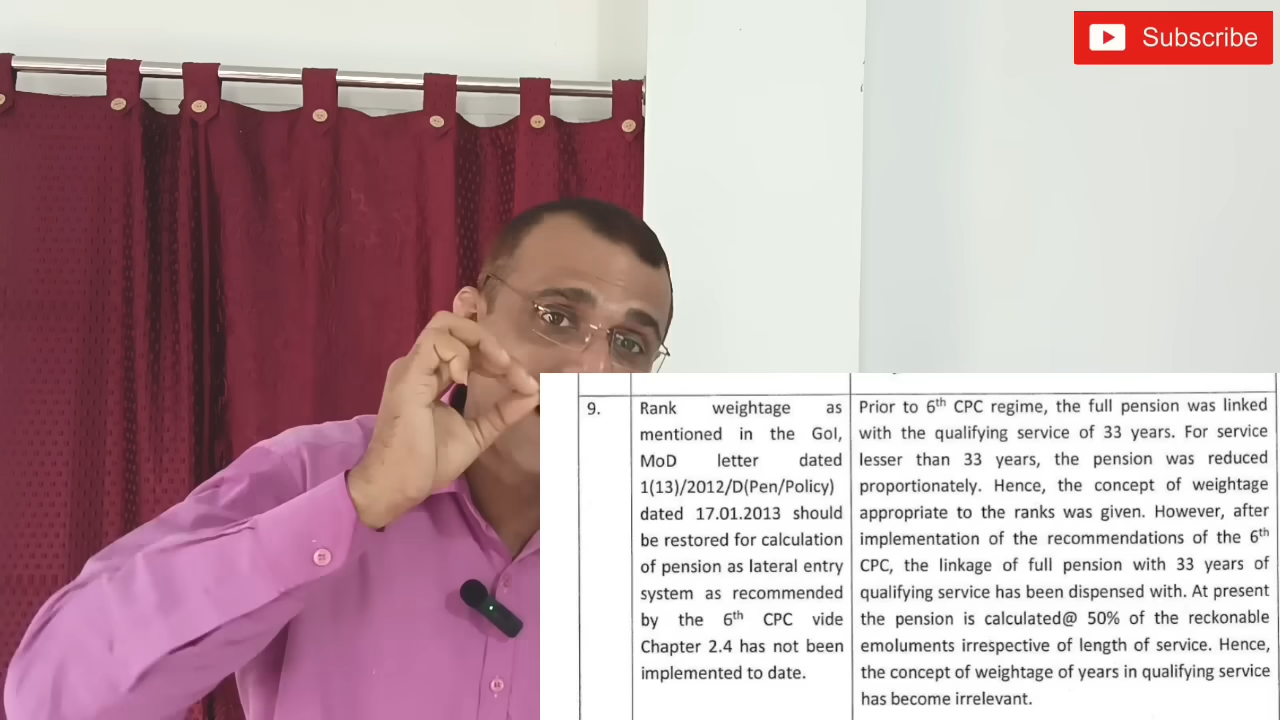 Subscribe
9.
Rank weightage as
mentioned in the GoI,
MoD letter dated
1(13)/2012/D(Pen/Policy)
dated 17.01.2013 should
be restored for calculation
of pension as lateral entry
system as recommended
by the 6th CPC vide
Chapter 2.4 has not been
implemented to date.
Prior to 6th CPC regime, the full pension was linked
with the qualifying service of 33 years. For service
lesser than 33 years, the pension was reduced
proportionately. Hence, the concept of weightage
appropriate to the ranks was given. However, after
implementation of the recommendations of the 6th
CPC, the linkage of full pension with 33 years of
qualifying service has been dispensed with. At present
the pension is calculated@ 50% of the reckonable
emoluments irrespective of length of service. Hence,
the concept of weightage of years in qualifying service
has become irrelevant.